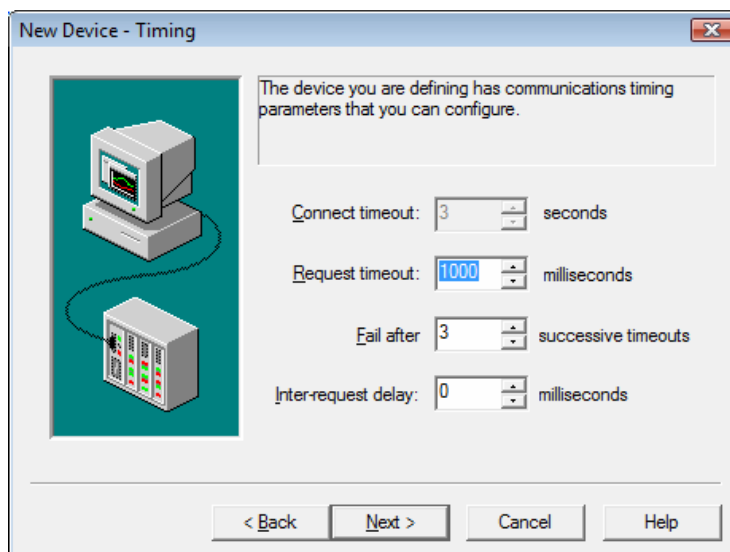 New Device - Timing
The device you are defining has communications timing
parameters that you can configure.
Connect timeout: 3 seconds
Request timeout: 1000 milliseconds
Fail after 3 successive timeouts
Inter-request delay: 0 milliseconds
< Back Next > Cancel Help